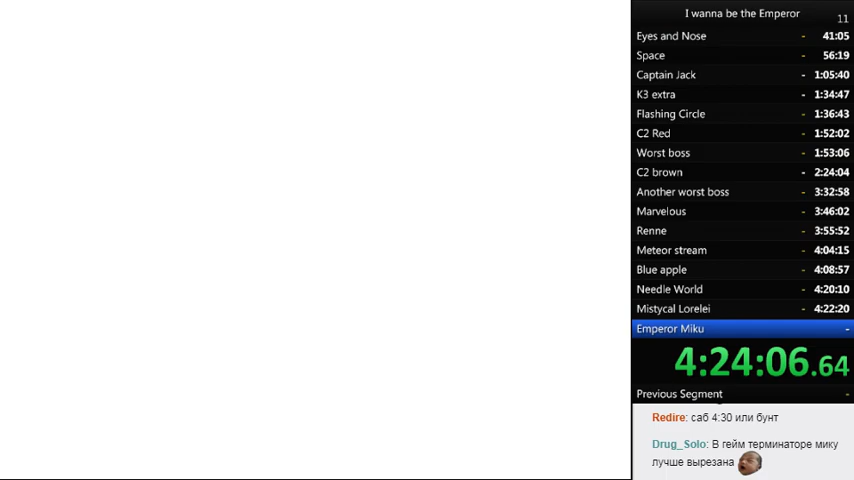 I wanna be the Emperor
11
Eyes and Nose - 41:05
Space - 56:19
Captain Jack - 1:05:40
K3 extra - 1:34:47
Flashing Circle - 1:36:43
C2 Red - 1:52:02
Worst boss - 1:53:06
C2 brown - 2:24:04
Another worst boss - 3:32:58
Marvelous - 3:46:02
Renne - 3:55:52
Meteor stream - 4:04:15
Blue apple - 4:08:57
Needle World - 4:20:10
Mistycal Lorelei - 4:22:20
Emperor Miku -
4:24:06.64
Previous Segment -
Redire: саб 4:30 или бунт
Drug_Solo: В гейм терминаторе мику
лучше вырезана